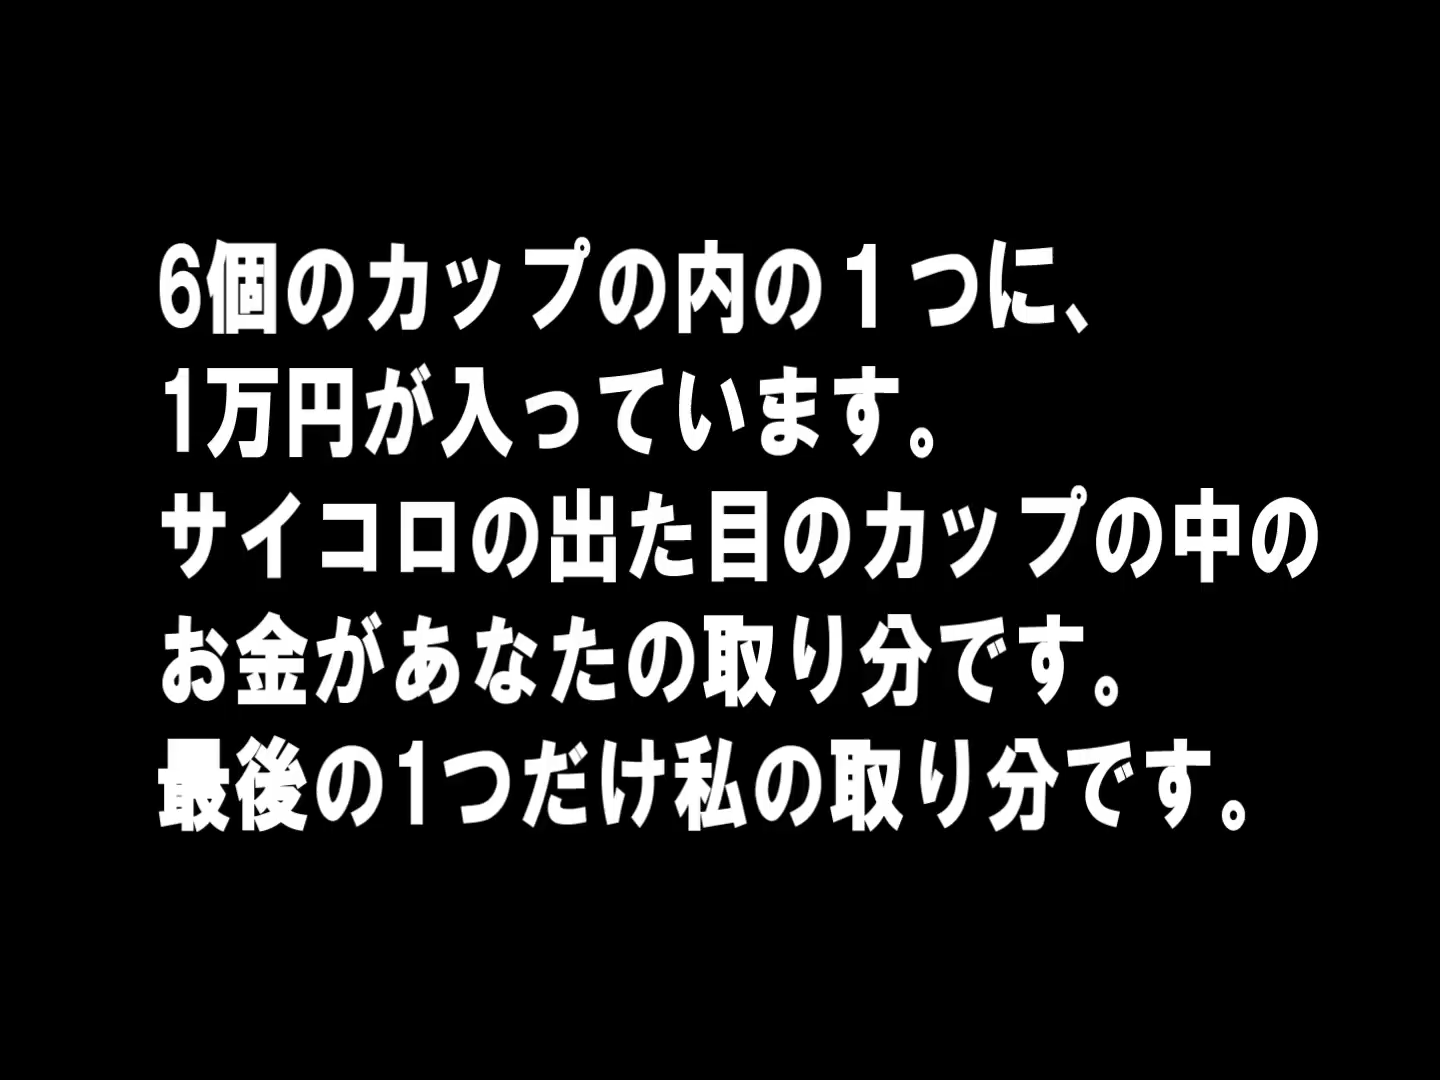 6個のカップの内の１つに、
1万円が入っています。
サイコロの出た目のカップの中の
お金があなたの取り分です。
最後の1つだけ私の取り分です。